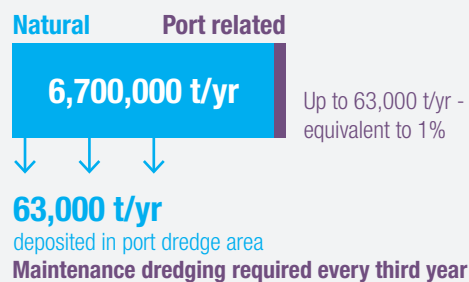 Natural Port related
6,700,000 t/yr
Up to 63,000 t/yr -
equivalent to 1%
63,000 t/yr
deposited in port dredge area
Maintenance dredging required every third year